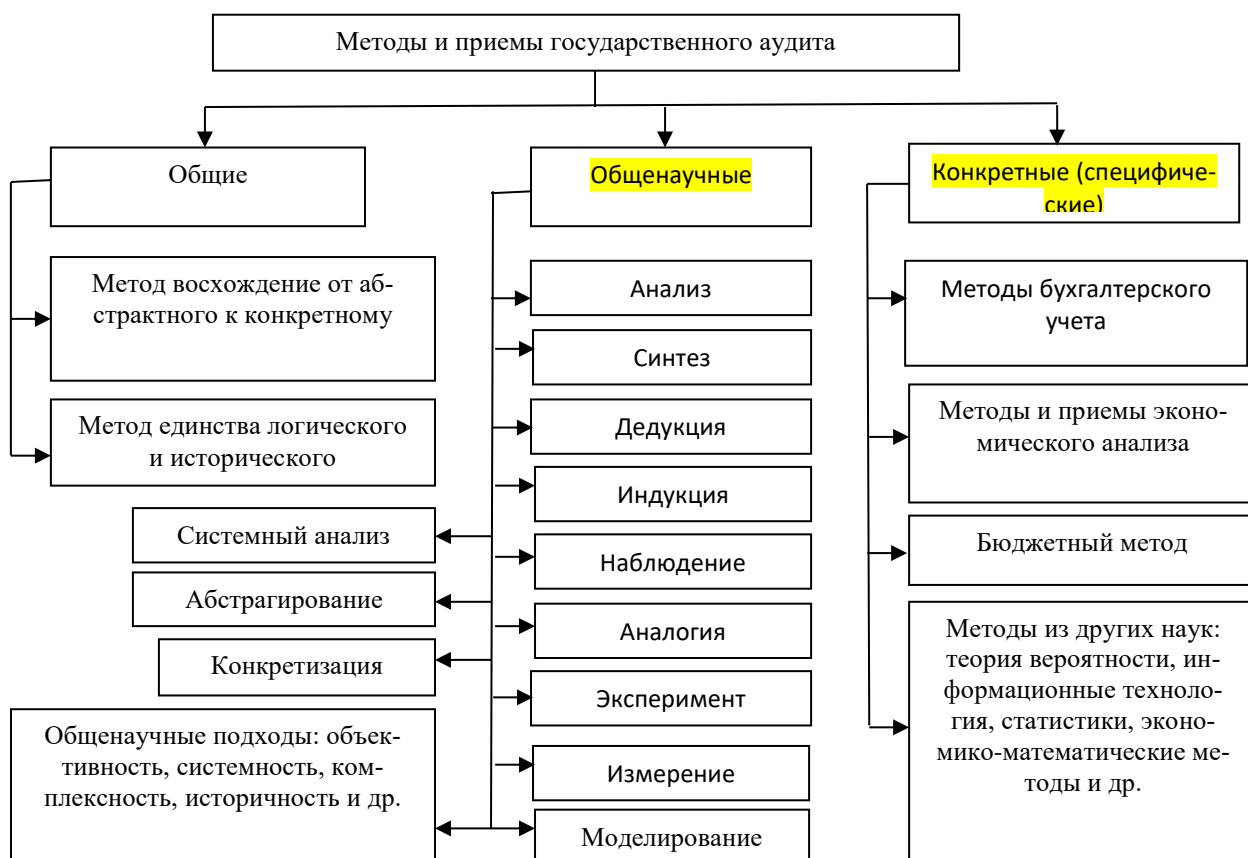 Методы и приемы государственного аудита
Общие
Общенаучные
Конкретные (специфиче-
ские)
Метод восхождение от аб-
страктного к конкретному
Метод единства логического
и исторического
Системный анализ
Абстрагирование
Конкретизация
Общенаучные подходы: объек-
тивность, системность, ком-
плексность, историчность и др.
Анализ
Синтез
Дедукция
Индукция
Наблюдение
Аналогия
Эксперимент
Измерение
Моделирование
Методы бухгалтерского
учета
Методы и приемы эконо-
мического анализа
Бюджетный метод
Методы из других наук:
теория вероятности, ин-
формационные техноло-
гия, статистики, эконо-
мико-математические ме-
тоды и др.